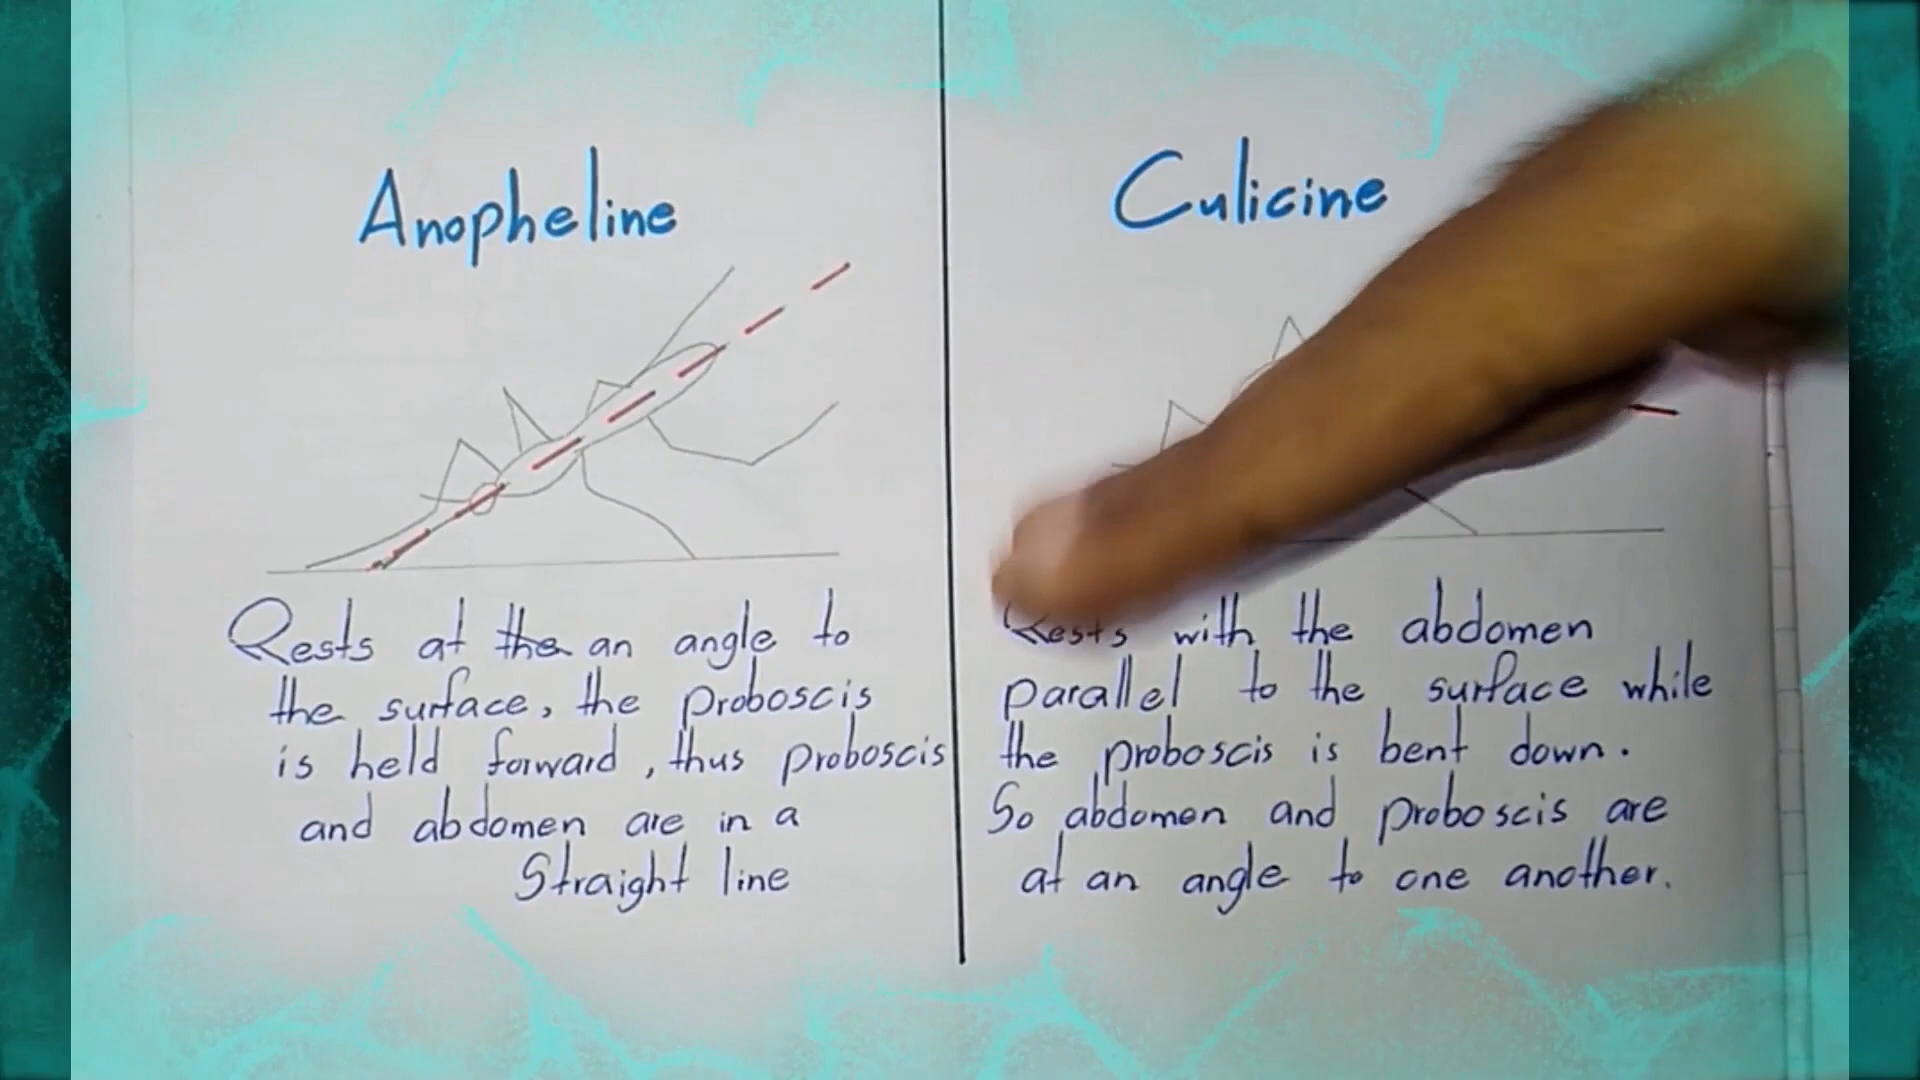 Anopheline
Rests at the an angle to
the surface, the proboscis
is held forward, thus proboscis
and abdomen are in a
Straight line
Culicine
Rests with the abdomen
parallel to the surface while
the proboscis is bent down.
So abdomen and proboscis are
at an angle to one another.